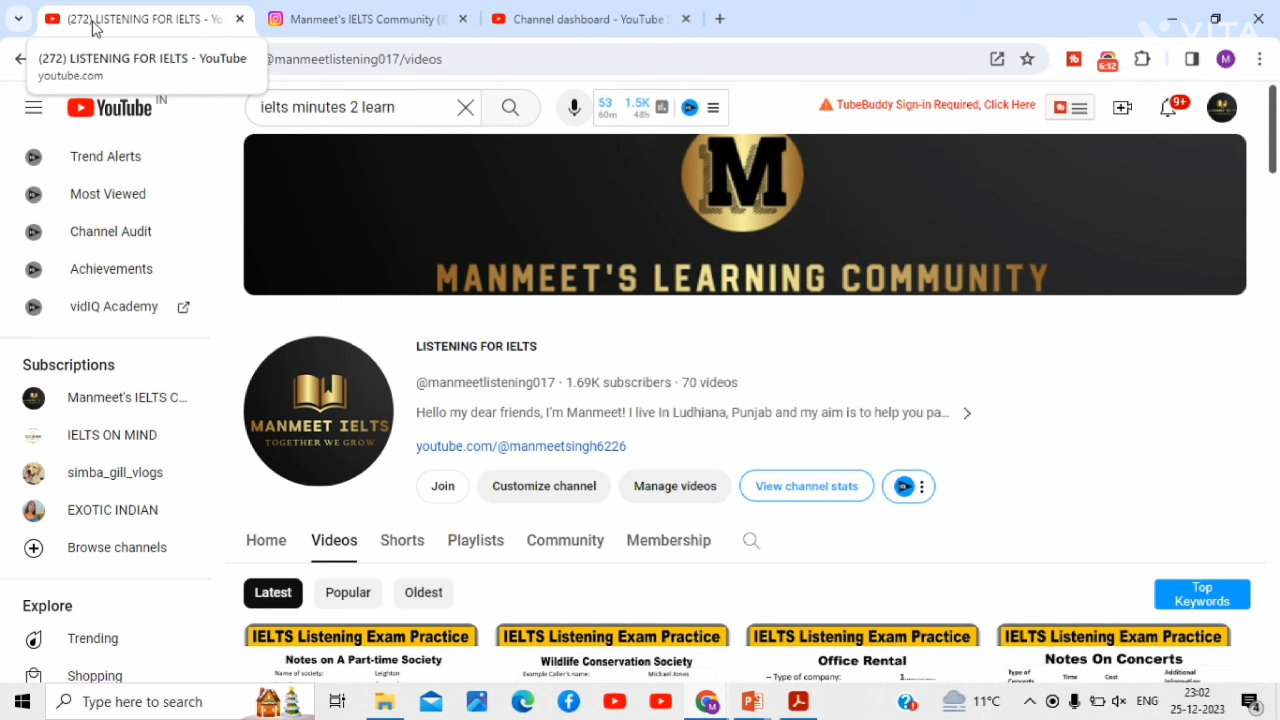 (272) LISTENING FOR IELTS - Yo
Manmeet's IELTS Community (@
Channel dashboard - YouTube S
VITA
(272) LISTENING FOR IELTS - YouTube
youtube.com
@manmeetlistening017/videos
6:12
M
YouTube IN
ielts minutes 2 learn
53 1.5K
60m 48h
TubeBuddy Sign-in Required, Click Here
9+
Trend Alerts
Most Viewed
Channel Audit
Achievements
vidIQ Academy
Subscriptions
Manmeet's IELTS C...
IELTS ON MIND
simba_gill_vlogs
EXOTIC INDIAN
Browse channels
Explore
Trending
Shopping
M
MANMEET'S LEARNING COMMUNITY
MANMEET IELTS
TOGETHER WE GROW
LISTENING FOR IELTS
@manmeetlistening017 · 1.69K subscribers · 70 videos
Hello my dear friends, I'm Manmeet! I live In Ludhiana, Punjab and my aim is to help you pa...
youtube.com/@manmeetsingh6226
Join
Customize channel
Manage videos
View channel stats
Home
Videos
Shorts
Playlists
Community
Membership
Latest
Popular
Oldest
Top
Keywords
IELTS Listening Exam Practice
Notes on A Part-time Society
Name of society: Leighton
IELTS Listening Exam Practice
Wildlife Conservation Society
Example Caller's name: Michael Jones
IELTS Listening Exam Practice
Office Rental
– Type of company: 1
IELTS Listening Exam Practice
Notes On Concerts
Type of Cost Additional
Type here to search
11°C
ENG
23:02
25-12-2023
4